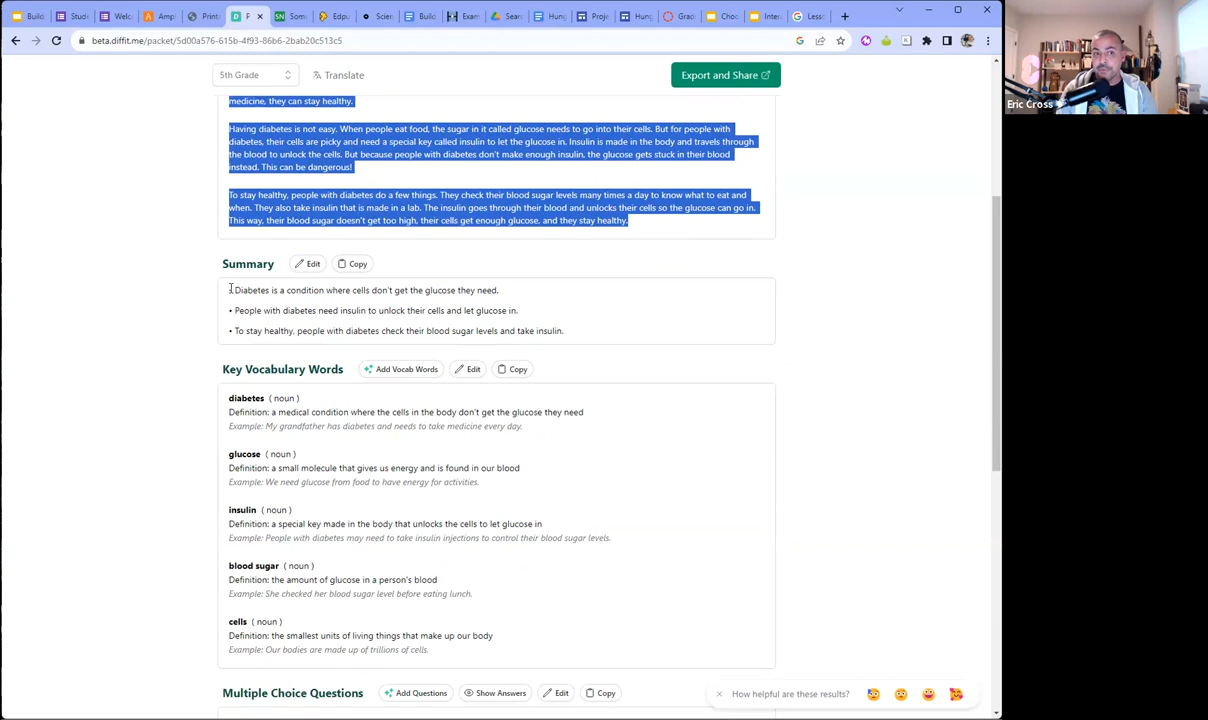 Build
Stude
Welc
Amp
Printa
F
Som
Edpu
Scien
Build
Exam
Sear
Hung
Proje
Hung
Grad
Choo
Inter
Lesso
beta.diffit.me/packet/5d00a576-615b-4f93-86b6-2bab20c513c5
5th Grade
Translate
Export and Share
Eric Cross
medicine, they can stay healthy.
Having diabetes is not easy. When people eat food, the sugar in it called glucose needs to go into their cells. But for people with
diabetes, their cells are picky and need a special key called insulin to let the glucose in. Insulin is made in the body and travels through
the blood to unlock the cells. But because people with diabetes don't make enough insulin, the glucose gets stuck in their blood
instead. This can be dangerous!
To stay healthy, people with diabetes do a few things. They check their blood sugar levels many times a day to know what to eat and
when. They also take insulin that is made in a lab. The insulin goes through their blood and unlocks their cells so the glucose can go in.
This way, their blood sugar doesn't get too high, their cells get enough glucose, and they stay healthy.
Summary
Edit
Copy
Diabetes is a condition where cells don't get the glucose they need.
• People with diabetes need insulin to unlock their cells and let glucose in.
• To stay healthy, people with diabetes check their blood sugar levels and take insulin.
Key Vocabulary Words
Add Vocab Words
Edit
Copy
diabetes ( noun )
Definition: a medical condition where the cells in the body don't get the glucose they need
Example: My grandfather has diabetes and needs to take medicine every day.
glucose ( noun )
Definition: a small molecule that gives us energy and is found in our blood
Example: We need glucose from food to have energy for activities.
insulin ( noun )
Definition: a special key made in the body that unlocks the cells to let glucose in
Example: People with diabetes may need to take insulin injections to control their blood sugar levels.
blood sugar ( noun )
Definition: the amount of glucose in a person's blood
Example: She checked her blood sugar level before eating lunch.
cells ( noun )
Definition: the smallest units of living things that make up our body
Example: Our bodies are made up of trillions of cells.
Multiple Choice Questions
Add Questions
Show Answers
Edit
Copy
How helpful are these results?